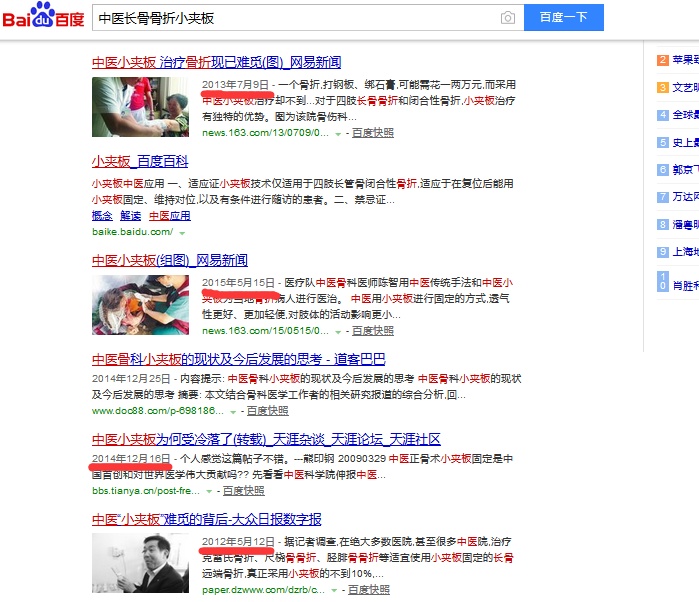 Bai du 百度
中医长骨骨折小夹板
百度一下
中医小夹板 治疗骨折现已难觅(图)_网易新闻
2013年7月9日 - 一个骨折,打钢板、绑石膏,可能需花一两万元,而采用
中医小夹板治疗却不到...对于四肢长骨骨折和闭合性骨折,小夹板治疗
有独特的优势。图为该院骨伤科...
news.163.com/13/0709/0... - 百度快照
小夹板_百度百科
小夹板中医应用 一、适应证小夹板技术仅适用于四肢长管骨闭合性骨折,适应于在复位后能用
小夹板固定、维持对位,以及有条件进行随访的患者。二、禁忌证...
概念 解读 中医应用
baike.baidu.com/
中医小夹板(组图)_网易新闻
2015年5月15日 - 医疗队中医骨科医师陈智用中医传统手法和中医小
夹板为当地骨折病人进行医治。 中医用小夹板进行固定的方式,透气
性更好、更加轻便,对肢体的活动影响更小...
news.163.com/15/0515/0... - 百度快照
中医骨科小夹板的现状及今后发展的思考 - 道客巴巴
2014年12月25日 - 内容提示: 中医骨科小夹板的现状及今后发展的思考 中医骨科小夹板的现状
及今后发展的思考 摘要: 本文结合骨科医学工作者的相关研究报道的综合分析,回...
www.doc88.com/p-698186... - 百度快照
中医小夹板为何受冷落了(转载)_天涯杂谈_天涯论坛_天涯社区
2014年12月16日 - 个人感觉这篇帖子不错。---熊印钢 20090329 中医正骨术小夹板固定是中
国首创和对世界医学伟大贡献吗?? 先看看中医科学院伸报中医...
bbs.tianya.cn/post-fre... - 百度快照
中医“小夹板”难觅的背后-大众日报数字报
2012年5月12日 - 据记者调查,在绝大多数医院,甚至很多中医院,治疗
克雷氏骨折、尺桡骨骨折、胫腓骨骨折等适宜使用小夹板固定的长骨
远端骨折,真正采用小夹板的不到10%,...
paper.dzwww.com/dzrb/c... - 百度快照
2 苹果
3 文艺
4 全球最
5 史上最
6 郭京
7 万达
8 潘粤明
9 上海地
10 肖胜利